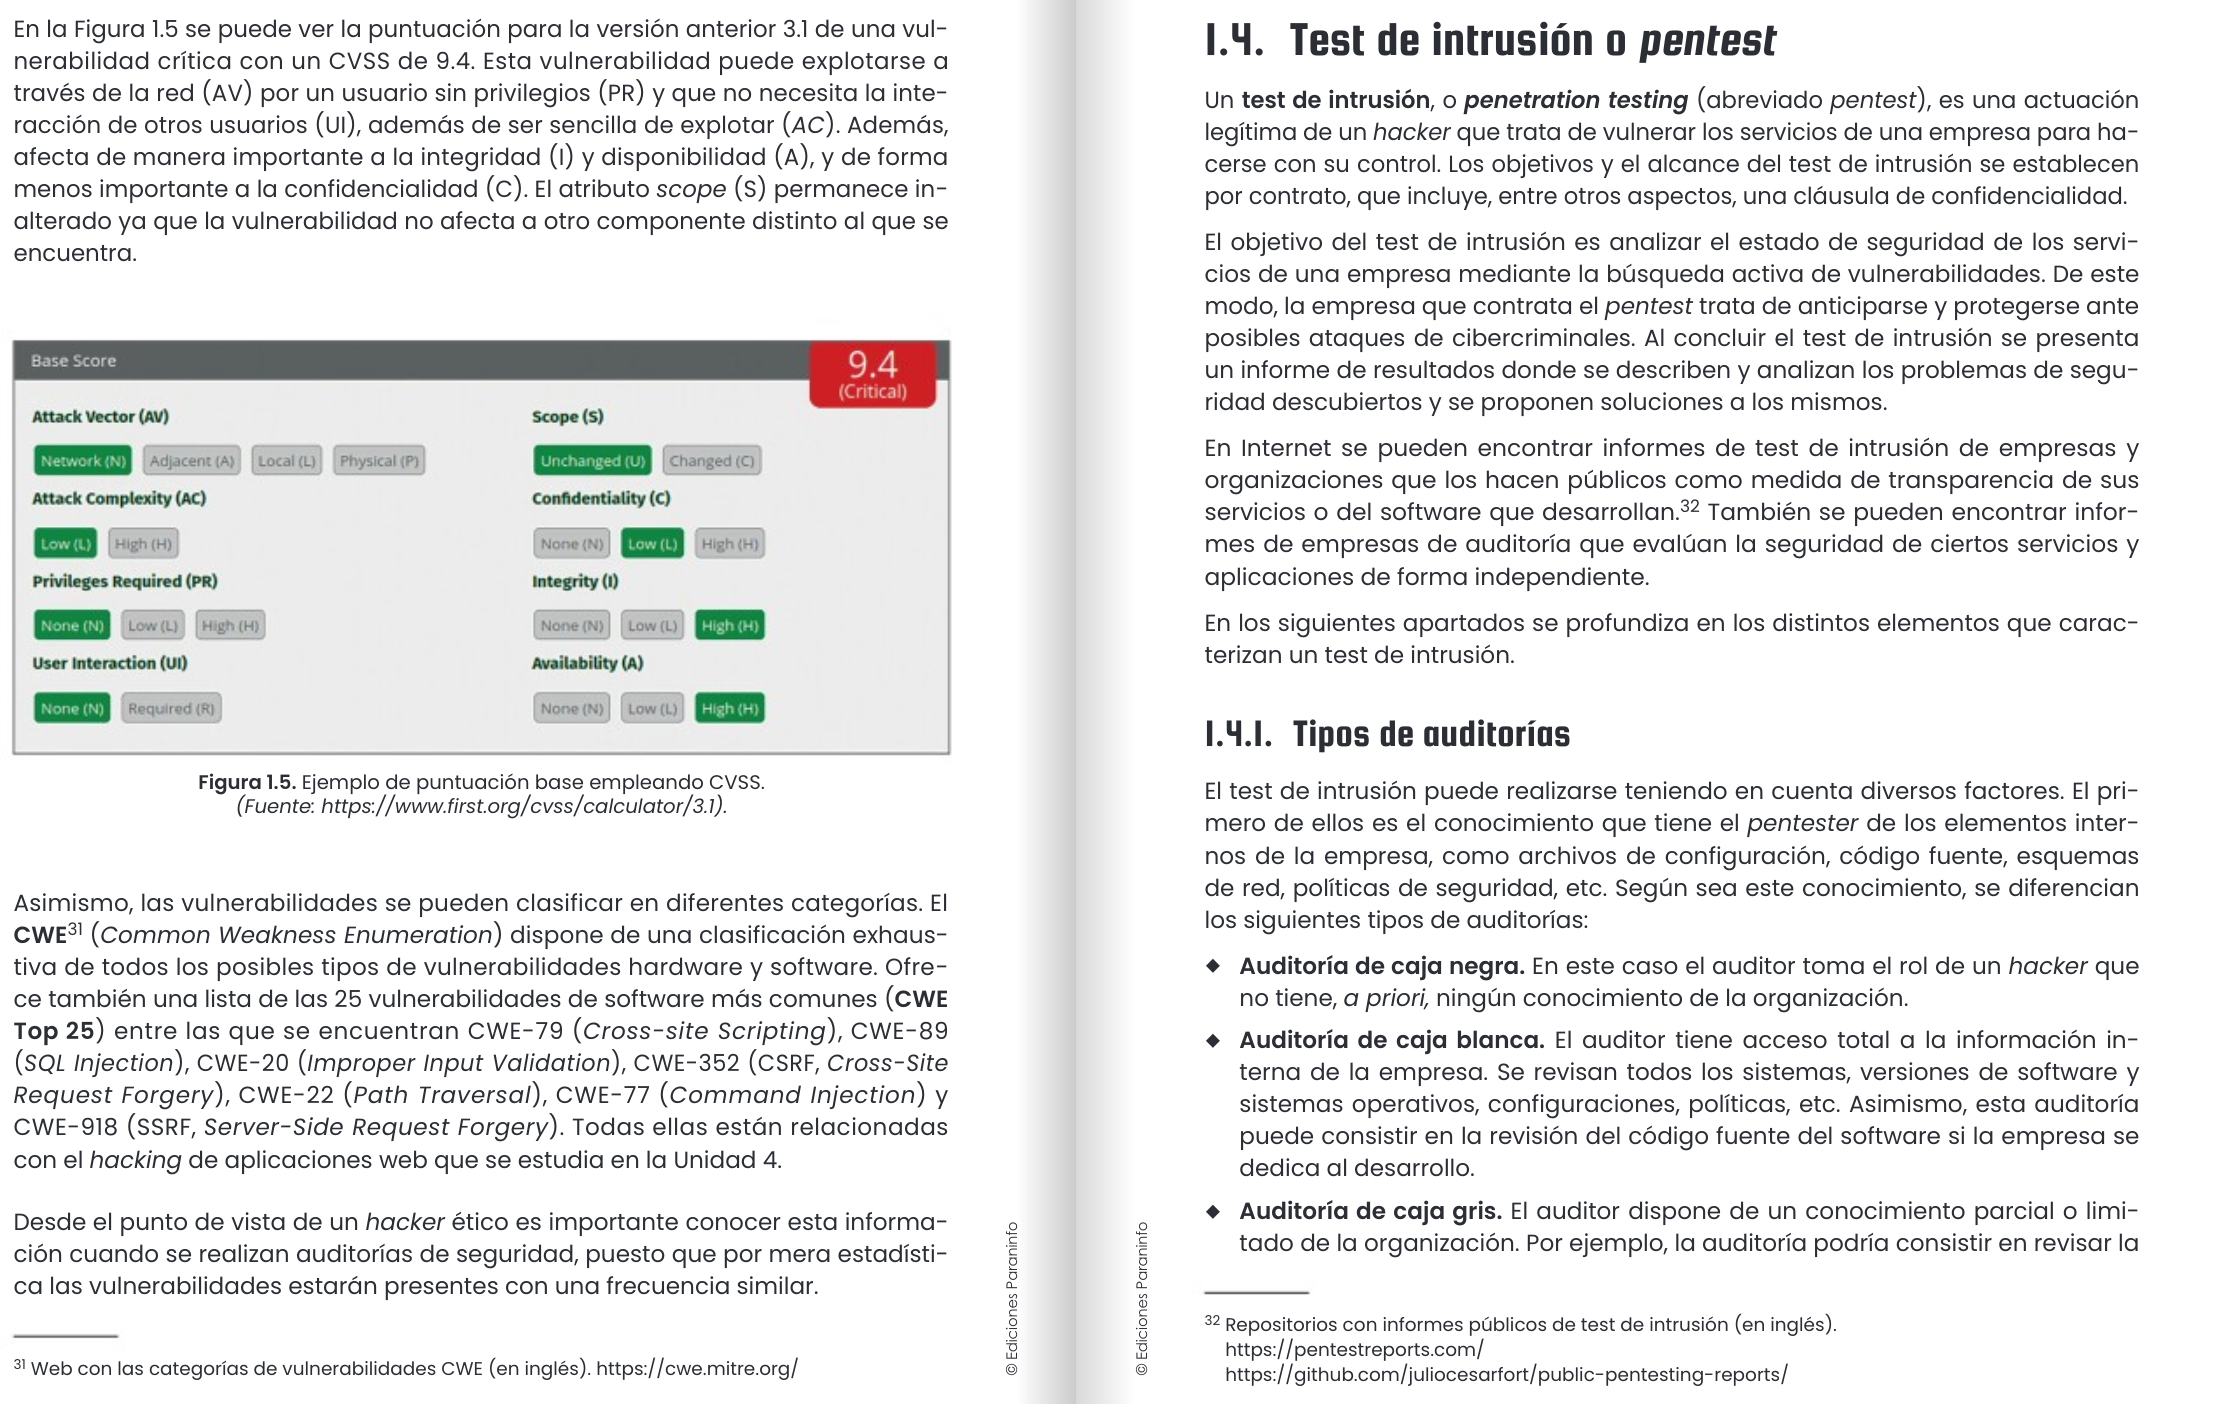 En la Figura 1.5 se puede ver la puntuación para la versión anterior 3.1 de una vul-
nerabilidad crítica con un CVSS de 9.4. Esta vulnerabilidad puede explotarse a
través de la red (AV) por un usuario sin privilegios (PR) y que no necesita la inte-
racción de otros usuarios (UI), además de ser sencilla de explotar (AC). Además,
afecta de manera importante a la integridad (I) y disponibilidad (A), y de forma
menos importante a la confidencialidad (C). El atributo scope (S) permanece in-
alterado ya que la vulnerabilidad no afecta a otro componente distinto al que se
encuentra.
Base Score
9.4
(Critical)
Attack Vector (AV)
Network (N) Adjacent (A) Local (L) Physical (P)
Attack Complexity (AC)
Low (L) High (H)
Privileges Required (PR)
None (N) Low (L) High (H)
User Interaction (UI)
None (N) Required (R)
Scope (S)
Unchanged (U) Changed (C)
Confidentiality (C)
None (N) Low (L) High (H)
Integrity (I)
None (N) Low (L) High (H)
Availability (A)
None (N) Low (L) High (H)
Figura 1.5. Ejemplo de puntuación base empleando CVSS.
(Fuente: https://www.first.org/cvss/calculator/3.1).
Asimismo, las vulnerabilidades se pueden clasificar en diferentes categorías. El
CWE31 (Common Weakness Enumeration) dispone de una clasificación exhaus-
tiva de todos los posibles tipos de vulnerabilidades hardware y software. Ofre-
ce también una lista de las 25 vulnerabilidades de software más comunes (CWE
Top 25) entre las que se encuentran CWE-79 (Cross-site Scripting), CWE-89
(SQL Injection), CWE-20 (Improper Input Validation), CWE-352 (CSRF, Cross-Site
Request Forgery), CWE-22 (Path Traversal), CWE-77 (Command Injection) y
CWE-918 (SSRF, Server-Side Request Forgery). Todas ellas están relacionadas
con el hacking de aplicaciones web que se estudia en la Unidad 4.
Desde el punto de vista de un hacker ético es importante conocer esta informa-
ción cuando se realizan auditorías de seguridad, puesto que por mera estadísti-
ca las vulnerabilidades estarán presentes con una frecuencia similar.
31 Web con las categorías de vulnerabilidades CWE (en inglés). https://cwe.mitre.org/
© Ediciones Paraninfo
1.4. Test de intrusión o pentest
Un test de intrusión, o penetration testing (abreviado pentest), es una actuación
legítima de un hacker que trata de vulnerar los servicios de una empresa para ha-
cerse con su control. Los objetivos y el alcance del test de intrusión se establecen
por contrato, que incluye, entre otros aspectos, una cláusula de confidencialidad.
El objetivo del test de intrusión es analizar el estado de seguridad de los servi-
cios de una empresa mediante la búsqueda activa de vulnerabilidades. De este
modo, la empresa que contrata el pentest trata de anticiparse y protegerse ante
posibles ataques de cibercriminales. Al concluir el test de intrusión se presenta
un informe de resultados donde se describen y analizan los problemas de segu-
ridad descubiertos y se proponen soluciones a los mismos.
En Internet se pueden encontrar informes de test de intrusión de empresas y
organizaciones que los hacen públicos como medida de transparencia de sus
servicios o del software que desarrollan.32 También se pueden encontrar infor-
mes de empresas de auditoría que evalúan la seguridad de ciertos servicios y
aplicaciones de forma independiente.
En los siguientes apartados se profundiza en los distintos elementos que carac-
terizan un test de intrusión.
1.4.1. Tipos de auditorías
El test de intrusión puede realizarse teniendo en cuenta diversos factores. El pri-
mero de ellos es el conocimiento que tiene el pentester de los elementos inter-
nos de la empresa, como archivos de configuración, código fuente, esquemas
de red, políticas de seguridad, etc. Según sea este conocimiento, se diferencian
los siguientes tipos de auditorías:
◆ Auditoría de caja negra. En este caso el auditor toma el rol de un hacker que
no tiene, a priori, ningún conocimiento de la organización.
◆ Auditoría de caja blanca. El auditor tiene acceso total a la información in-
terna de la empresa. Se revisan todos los sistemas, versiones de software y
sistemas operativos, configuraciones, políticas, etc. Asimismo, esta auditoría
puede consistir en la revisión del código fuente del software si la empresa se
dedica al desarrollo.
◆ Auditoría de caja gris. El auditor dispone de un conocimiento parcial o limi-
tado de la organización. Por ejemplo, la auditoría podría consistir en revisar la
32 Repositorios con informes públicos de test de intrusión (en inglés).
https://pentestreports.com/
https://github.com/juliocesarfort/public-pentesting-reports/
© Ediciones Paraninfo